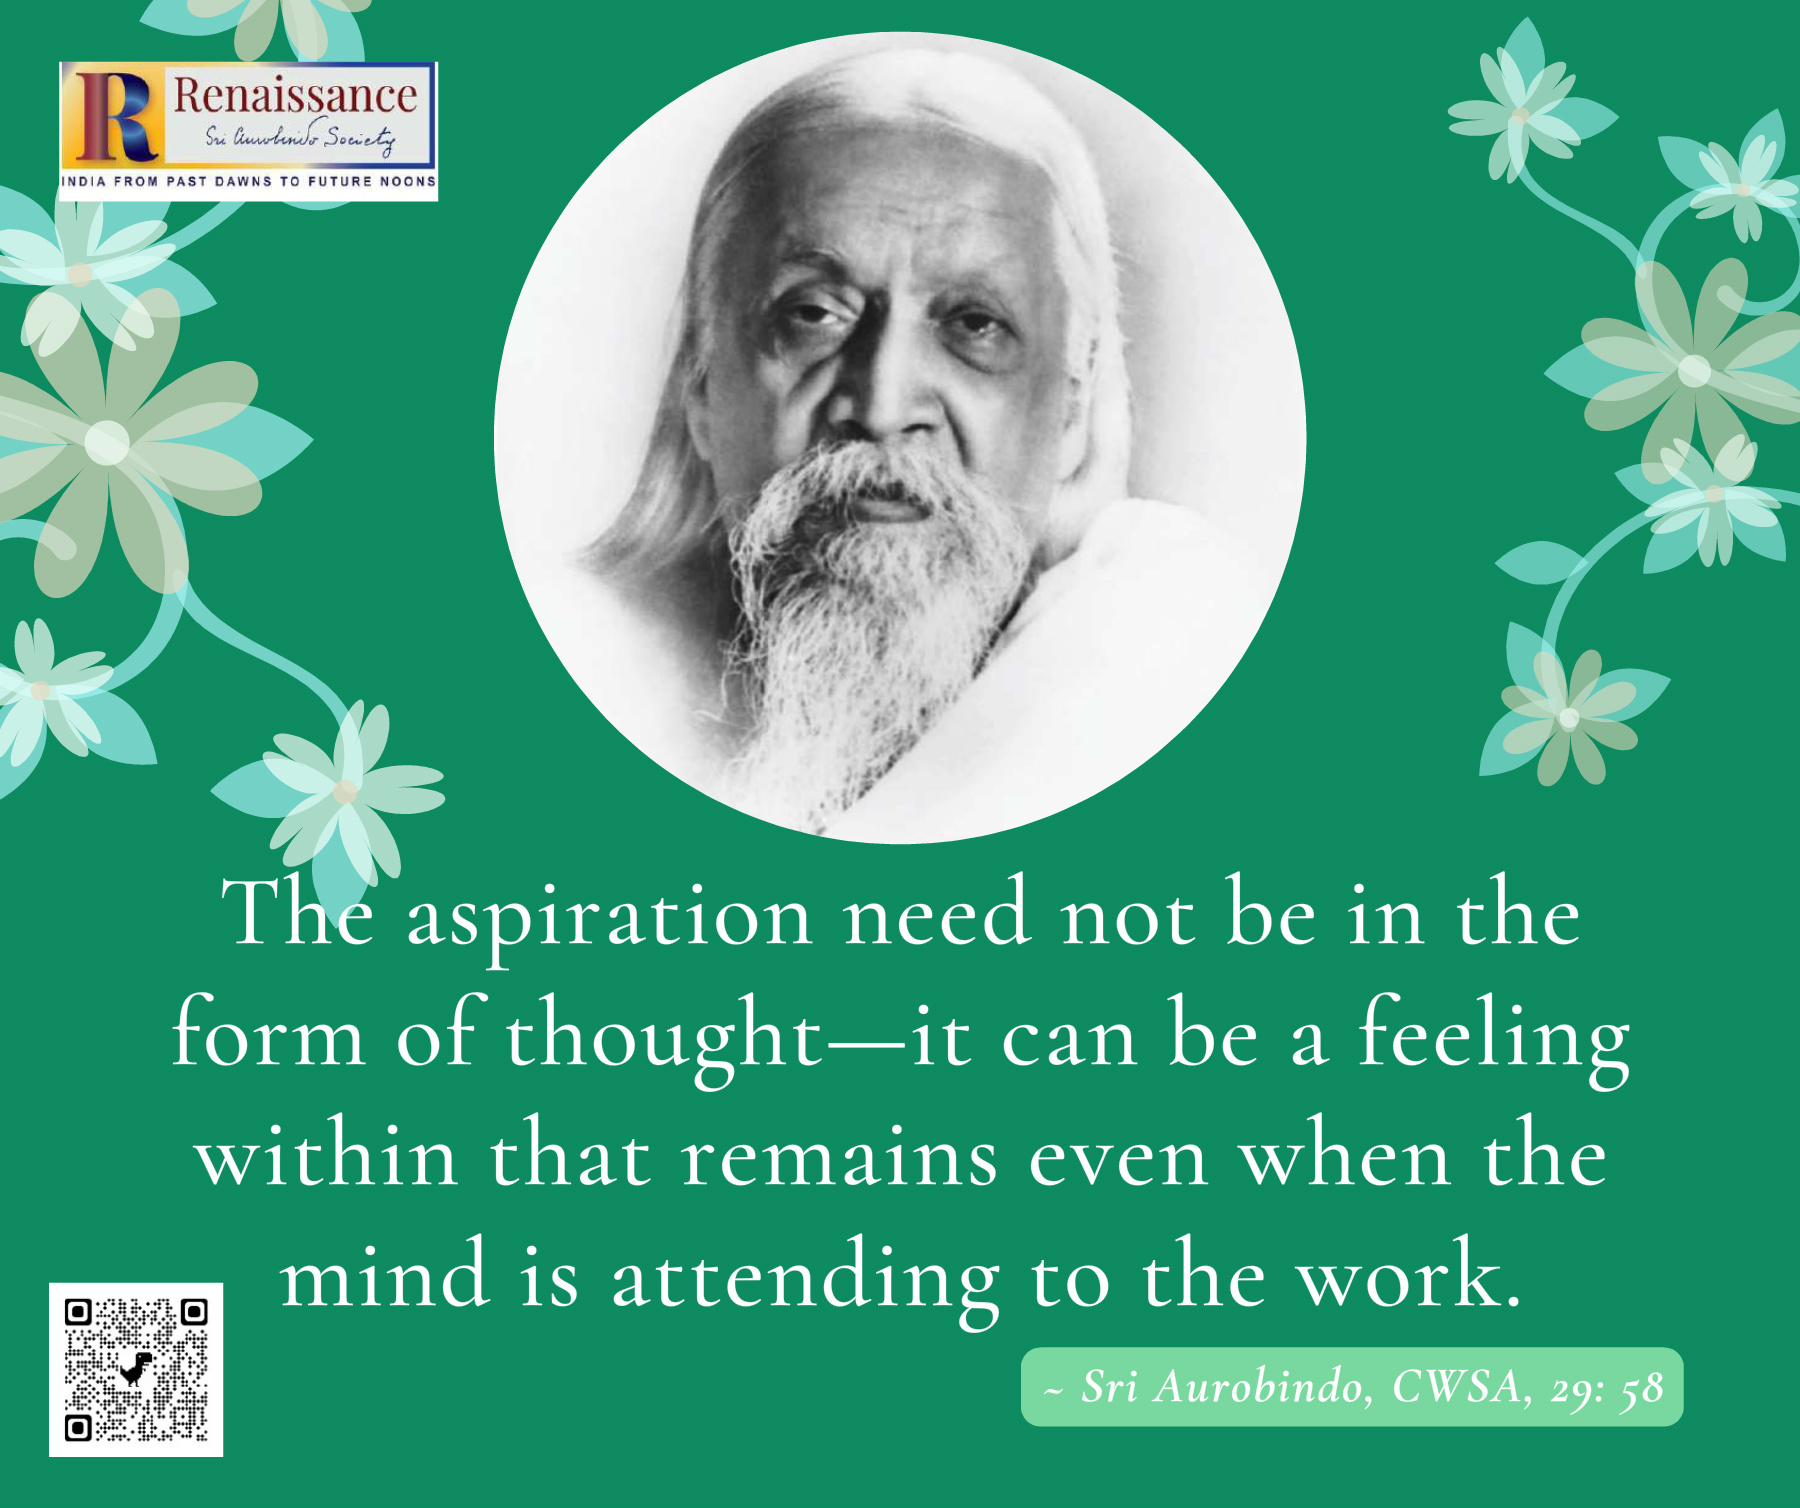 R Renaissance
Sri Aurobindo Society
INDIA FROM PAST DAWNS TO FUTURE NOONS
The aspiration need not be in the
form of thought—it can be a feeling
within that remains even when the
mind is attending to the work.
~ Sri Aurobindo, CWSA, 29: 58